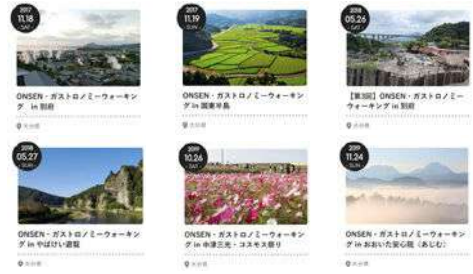 2017
11.18
SAT
ONSEN・ガストロノミーウォーキン
グ in 別府
大分県
2017
11.19
SUN
ONSEN・ガストロノミーウォーキン
グ in 国東半島
大分県
2018
05.26
SAT
【第3回】ONSEN・ガストロノミー
ウォーキング in 別府
大分県
2018
05.27
SUN
ONSEN・ガストロノミーウォーキン
グ in やばけい遊覧
大分県
2019
10.26
SAT
ONSEN・ガストロノミーウォーキン
グ in 中津三光・コスモス祭り
大分県
2019
11.24
SUN
ONSEN・ガストロノミーウォーキン
グ in おおいた安心院（あじむ）
大分県